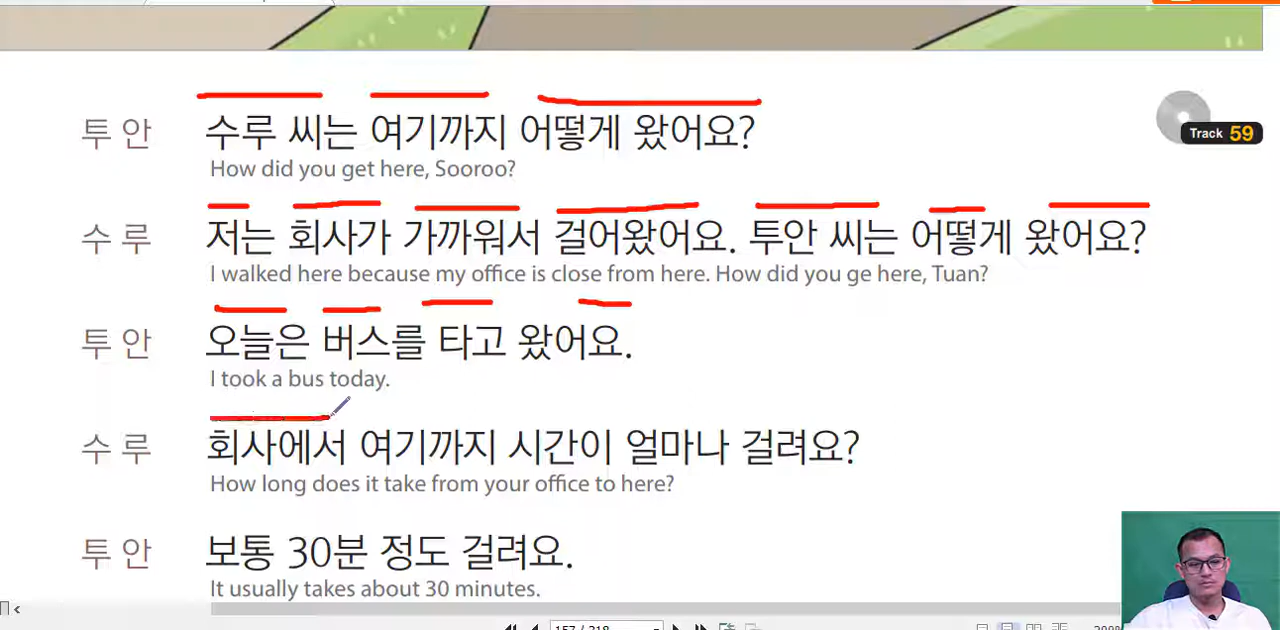 투 안 수루 씨는 여기까지 어떻게 왔어요?
How did you get here, Sooroo?
Track 59
수 루 저는 회사가 가까워서 걸어왔어요. 투안 씨는 어떻게 왔어요?
I walked here because my office is close from here. How did you ge here, Tuan?
투 안 오늘은 버스를 타고 왔어요.
I took a bus today.
수 루 회사에서 여기까지 시간이 얼마나 걸려요?
How long does it take from your office to here?
투 안 보통 30분 정도 걸려요.
It usually takes about 30 minutes.